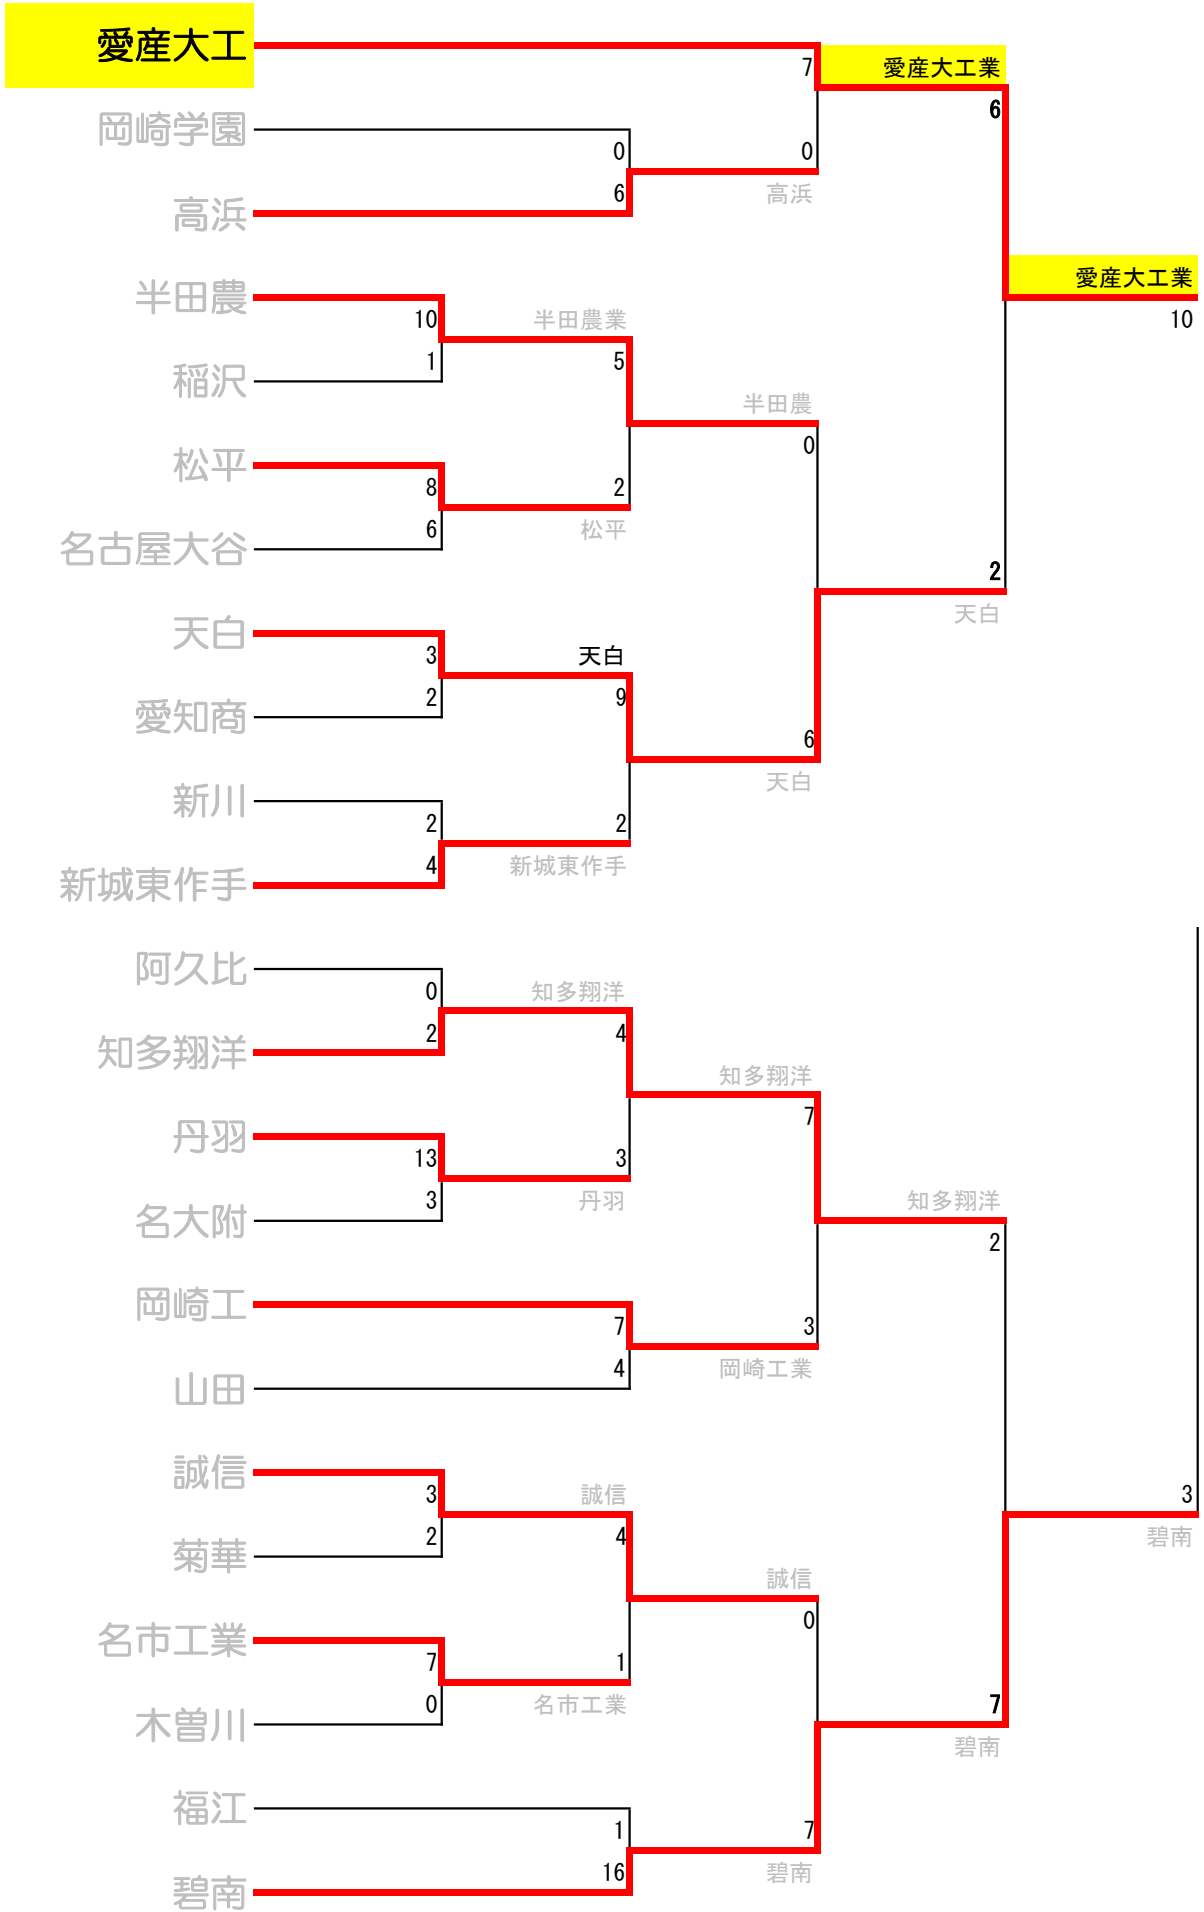 愛産大工
7
愛産大工業
6
岡崎学園
0
0
6
高浜
高浜
愛産大工業
10
半田農
10
半田農業
1
5
稲沢
半田農
0
松平
8
2
6
松平
名古屋大谷
2
天白
天白
3
天白
2
9
愛知商
6
天白
新川
2
2
4
新城東作手
新城東作手
阿久比
0
知多翔洋
2
4
知多翔洋
知多翔洋
7
丹羽
13
3
3
丹羽
知多翔洋
名大附
2
岡崎工
7
3
4
岡崎工業
山田
誠信
3
誠信
3
2
4
碧南
菊華
誠信
0
名市工業
7
1
0
名市工業
7
木曽川
碧南
福江
1
7
16
碧南
碧南